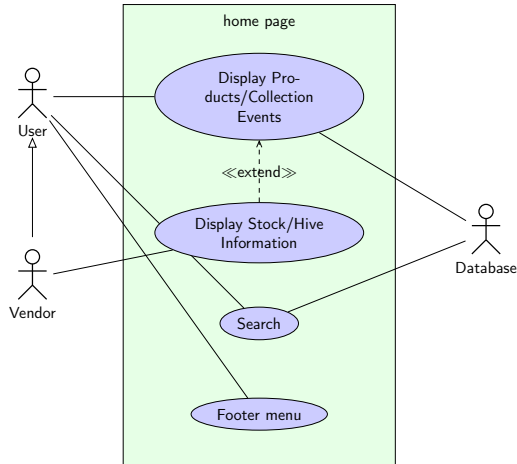 home page
Display Pro-
ducts/Collection
Events
User
≪extend≫
Display Stock/Hive
Information
Database
Vendor
Search
Footer menu